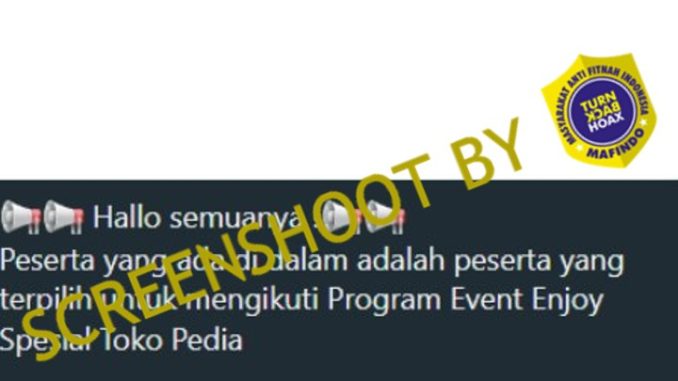 MASYARAKAT ANTI FITNAH INDONESIA
TURN
BACK
HOAX
MAFINDO
SCREENSHOOT BY
Hallo semuanya
Peserta yang ada di dalam adalah peserta yang
terpilih untuk mengikuti Program Event Enjoy
Spesial Toko Pedia